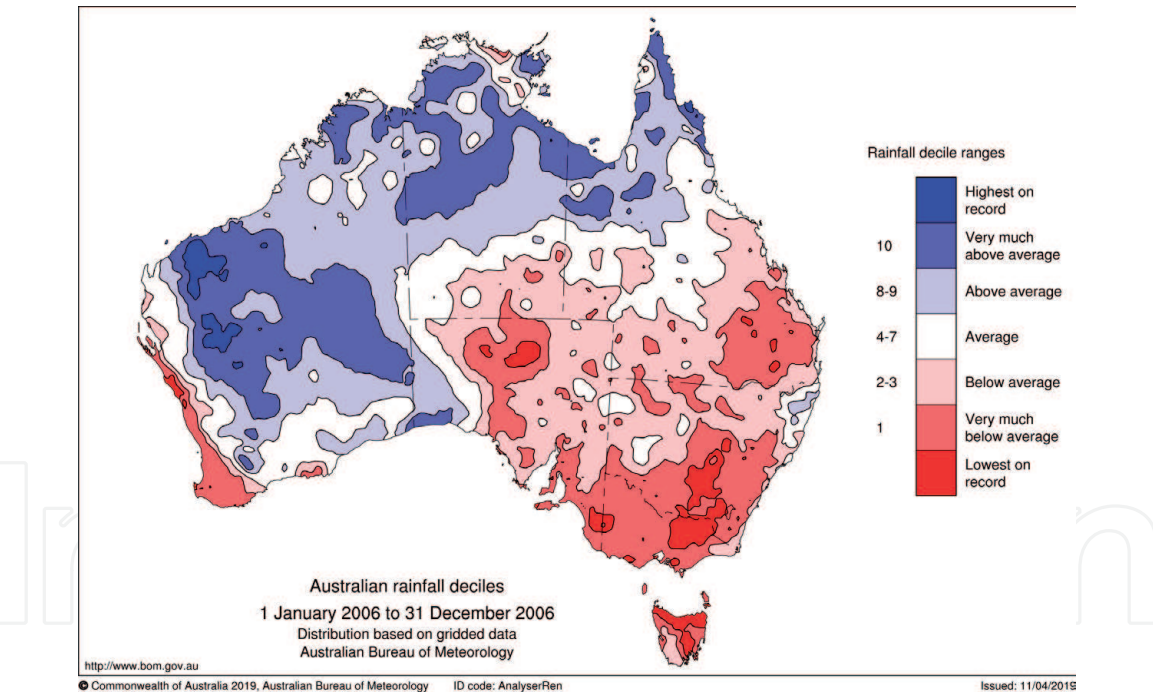 Rainfall decile ranges
Highest on
record
10
Very much
above average
8-9
Above average
4-7
Average
2-3
Below average
1
Very much
below average
Lowest on
record
Australian rainfall deciles
1 January 2006 to 31 December 2006
Distribution based on gridded data
Australian Bureau of Meteorology
http://www.bom.gov.au
© Commonwealth of Australia 2019, Australian Bureau of Meteorology ID code: AnalyserRen Issued: 11/04/2019